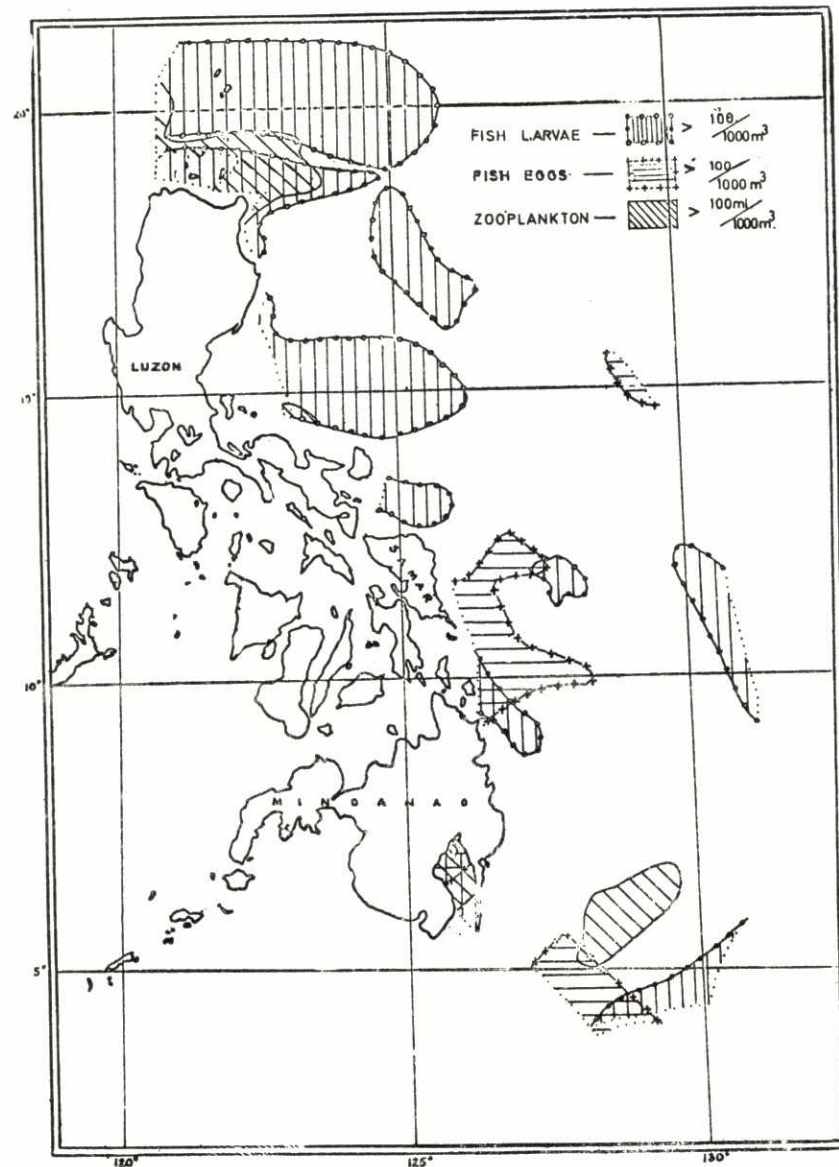 20°
FISH LARVAE — > 100/1000m³
FISH EGGS — > 100/1000m³
ZOOPLANKTON — > 100ml/1000m³
LUZON
15°
SAMAR
10°
MINDANAO
5°
120° 125° 130°